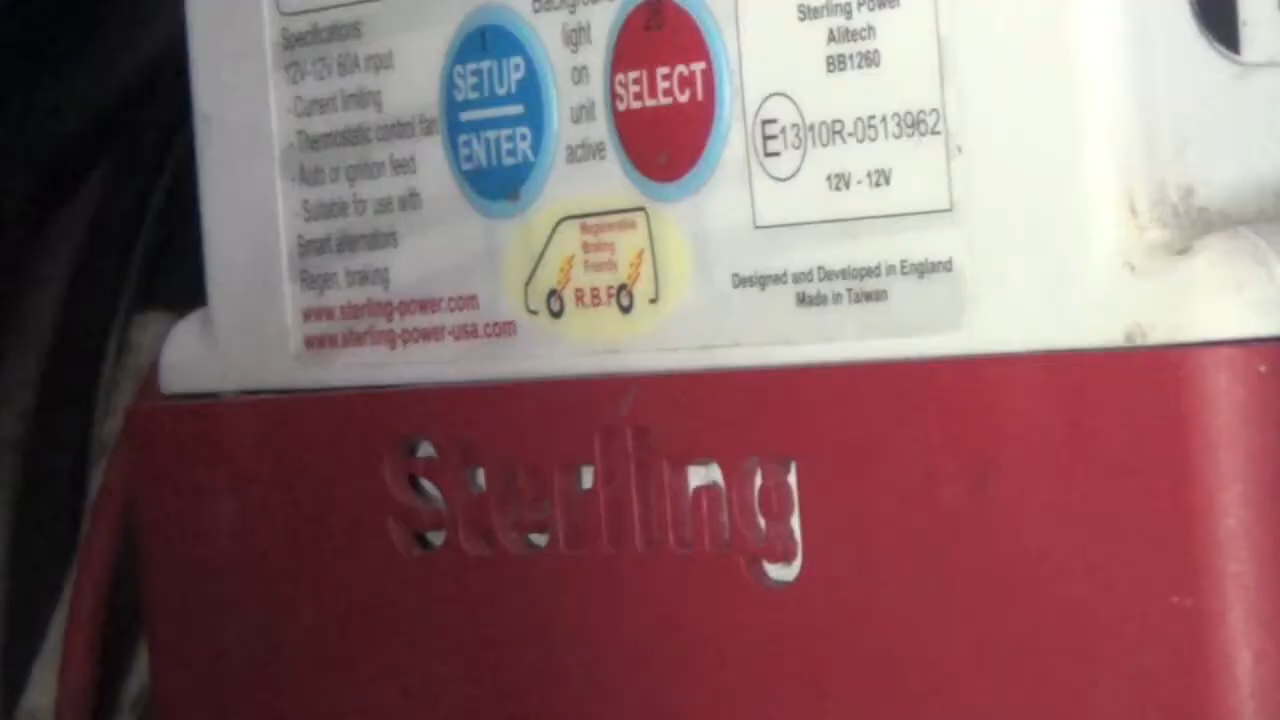 Specifications:
12V-12v 60A input
- Current limiting
- Thermostatic control fan
- Auto or ignition feed
- Suitable for use with
Smart alternators
Regen, braking
www.sterling-power.com
www.sterling-power-usa.com
SETUP
ENTER
Background
light
on
unit
active
SELECT
Regenerative
Braking
Friendly
R.B.F
Sterling Power
Alitech
BB1260
E13 10R-0513962
12V - 12V
Designed and Developed in England
Made in Taiwan
Sterling